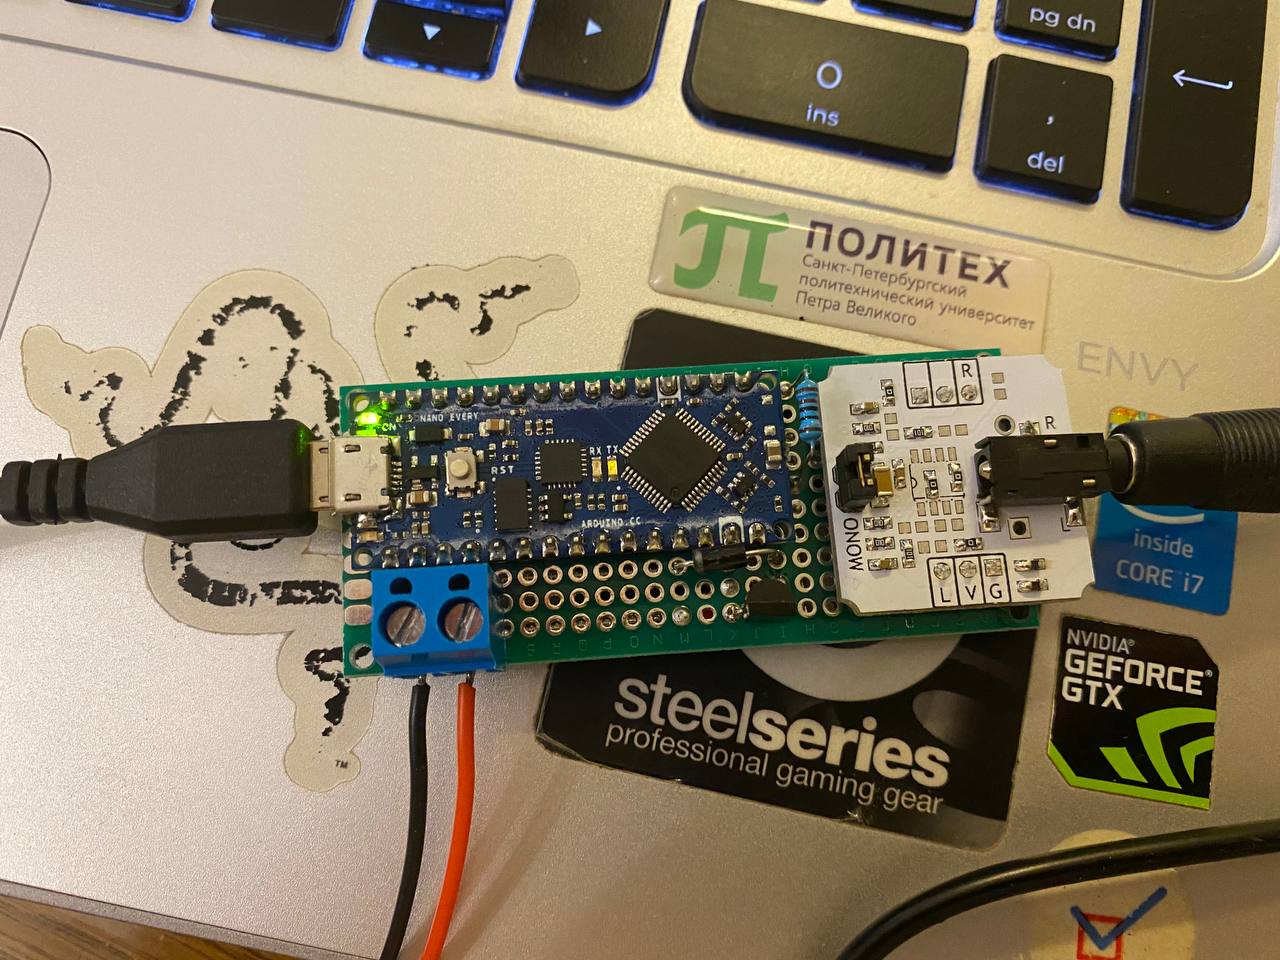 pg dn
0
ins
,
del
ПОЛИТЕХ
Санкт-Петербургский
политехнический университет
Петра Великого
ENVY
NANO EVERY
RST
RX TX
ARDUINO.CC
MONO
R
R
L V G
inside
CORE i7
NVIDIA®
GEFORCE®
GTX
steelseries
professional gaming gear
TM